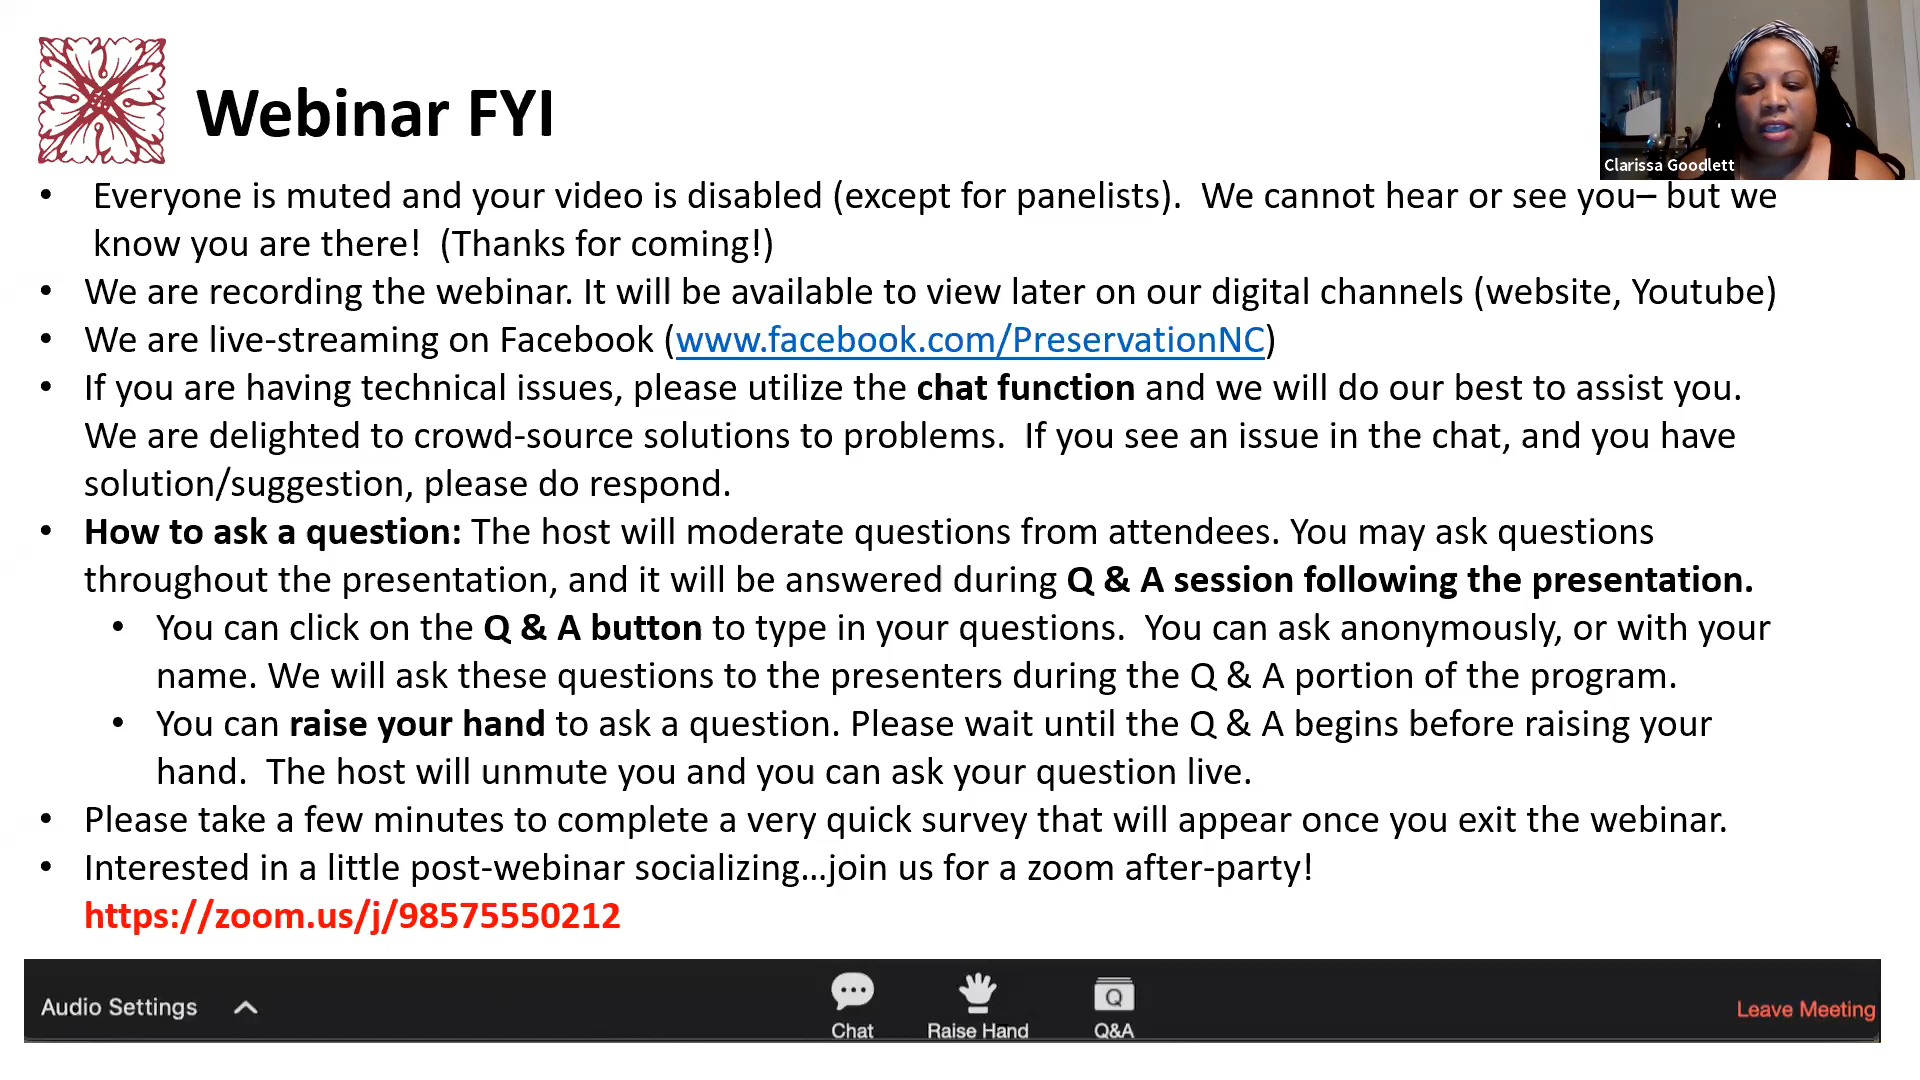 Webinar FYI
Clarissa Goodlett
• Everyone is muted and your video is disabled (except for panelists).  We cannot hear or see you– but we
know you are there!  (Thanks for coming!)
• We are recording the webinar. It will be available to view later on our digital channels (website, Youtube)
• We are live-streaming on Facebook (www.facebook.com/PreservationNC)
• If you are having technical issues, please utilize the chat function and we will do our best to assist you.
We are delighted to crowd-source solutions to problems.  If you see an issue in the chat, and you have
solution/suggestion, please do respond.
• How to ask a question: The host will moderate questions from attendees. You may ask questions
throughout the presentation, and it will be answered during Q & A session following the presentation.
• You can click on the Q & A button to type in your questions.  You can ask anonymously, or with your
name. We will ask these questions to the presenters during the Q & A portion of the program.
• You can raise your hand to ask a question. Please wait until the Q & A begins before raising your
hand.  The host will unmute you and you can ask your question live.
• Please take a few minutes to complete a very quick survey that will appear once you exit the webinar.
• Interested in a little post-webinar socializing...join us for a zoom after-party!
https://zoom.us/j/98575550212
Audio Settings
Chat
Raise Hand
Q
Q&A
Leave Meeting